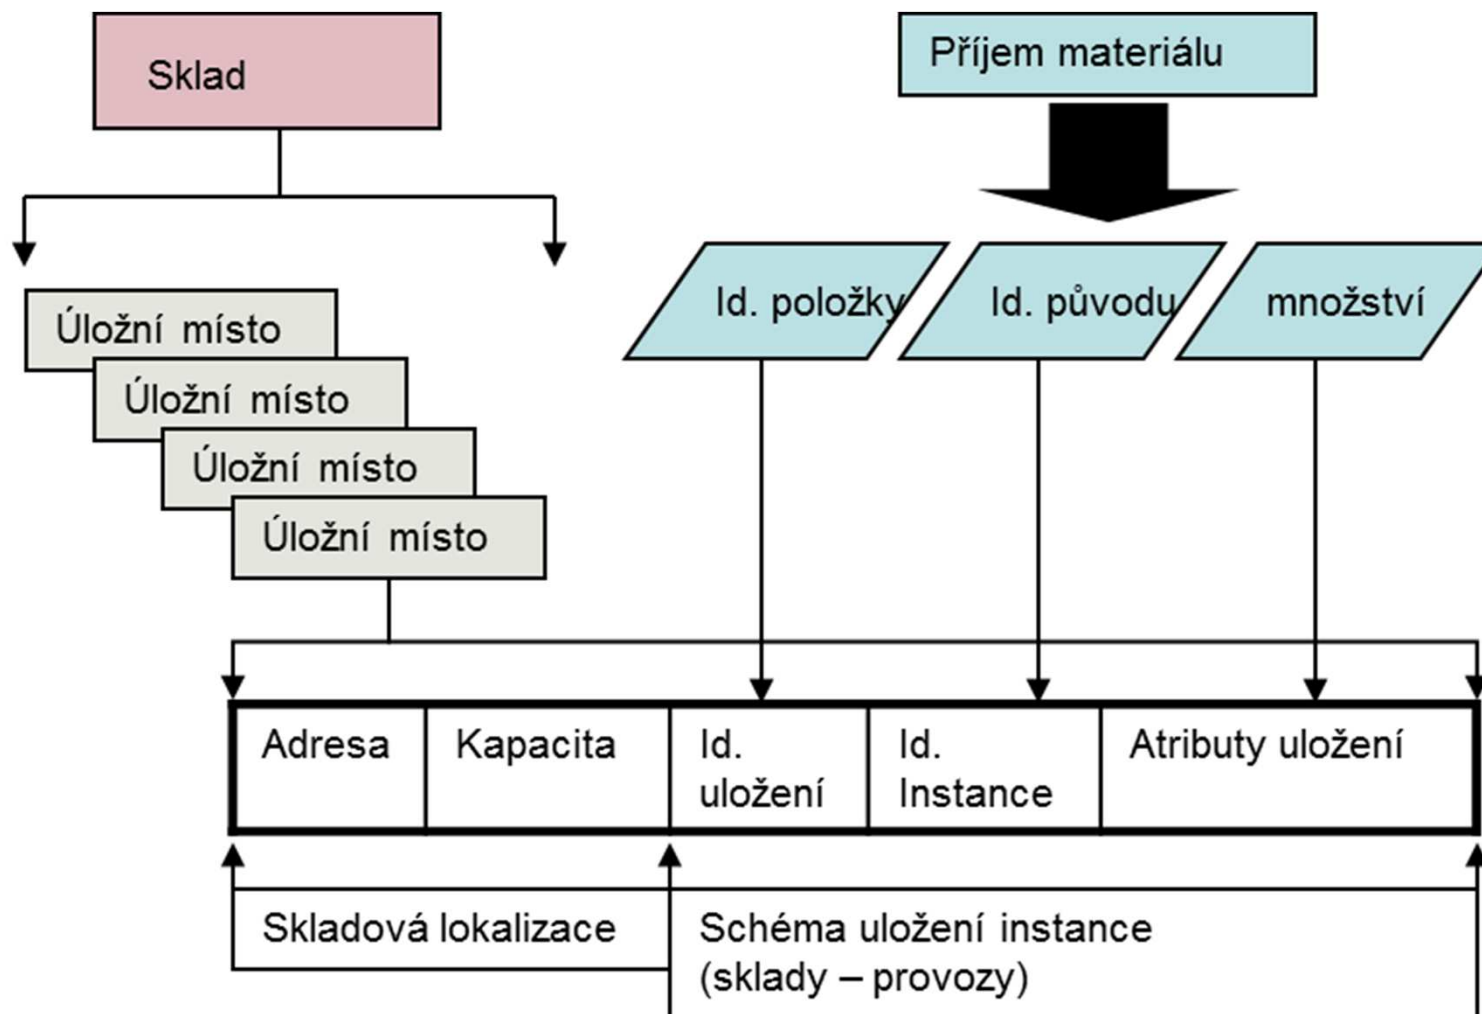 Sklad
Příjem materiálu
Id. položky
Id. původu
množství
Úložní místo
Úložní místo
Úložní místo
Úložní místo
Adresa
Kapacita
Id.
uložení
Id.
Instance
Atributy uložení
Skladová lokalizace
Schéma uložení instance
(sklady – provozy)